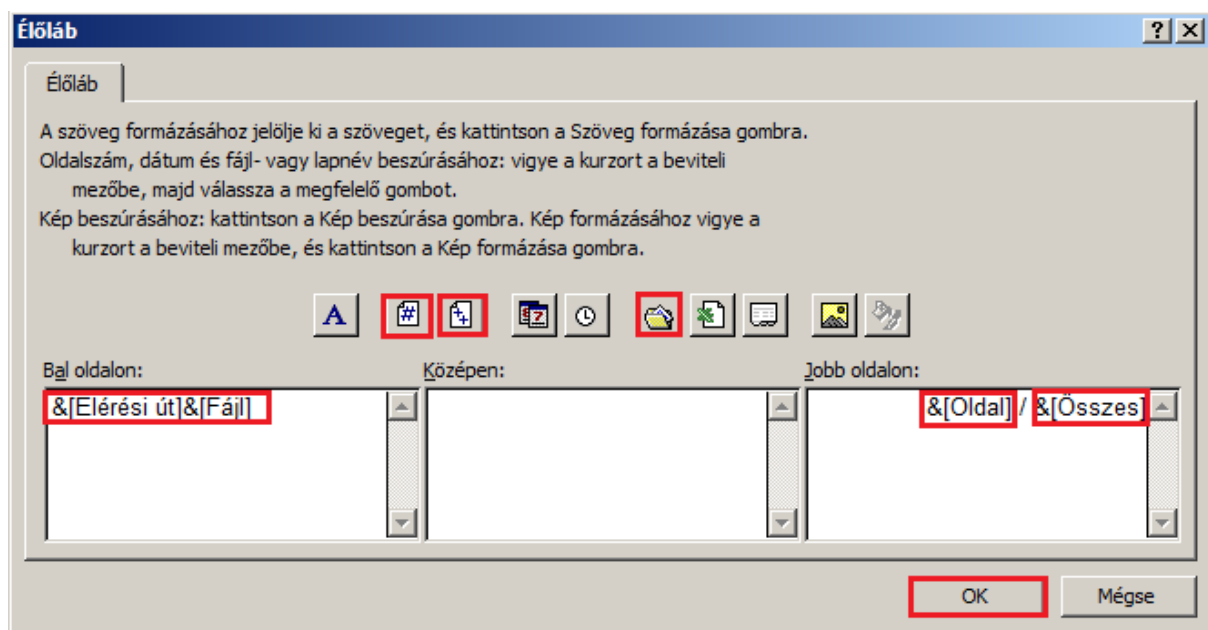 Élőláb
Élőláb
A szöveg formázásához jelölje ki a szöveget, és kattintson a Szöveg formázása gombra.
Oldalszám, dátum és fájl- vagy lapnév beszúrásához: vigye a kurzort a beviteli
mezőbe, majd válassza a megfelelő gombot.
Kép beszúrásához: kattintson a Kép beszúrása gombra. Kép formázásához vigye a
kurzort a beviteli mezőbe, és kattintson a Kép formázása gombra.
A
Bal oldalon: Középen: Jobb oldalon:
&[Elérési út]&[Fájl] &[Oldal] / &[Összes]
OK Mégse